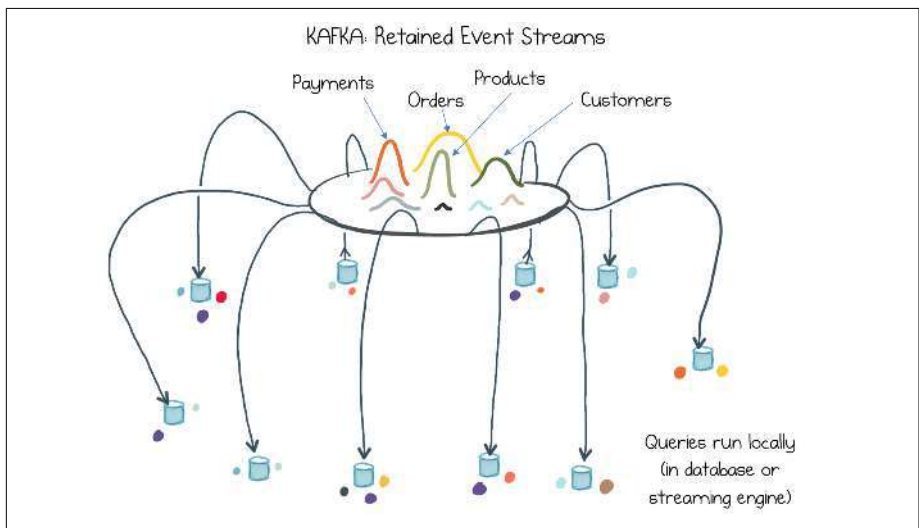 KAFKA: Retained Event Streams
Payments
Orders
Products
Customers
Queries run locally
(in database or
streaming engine)